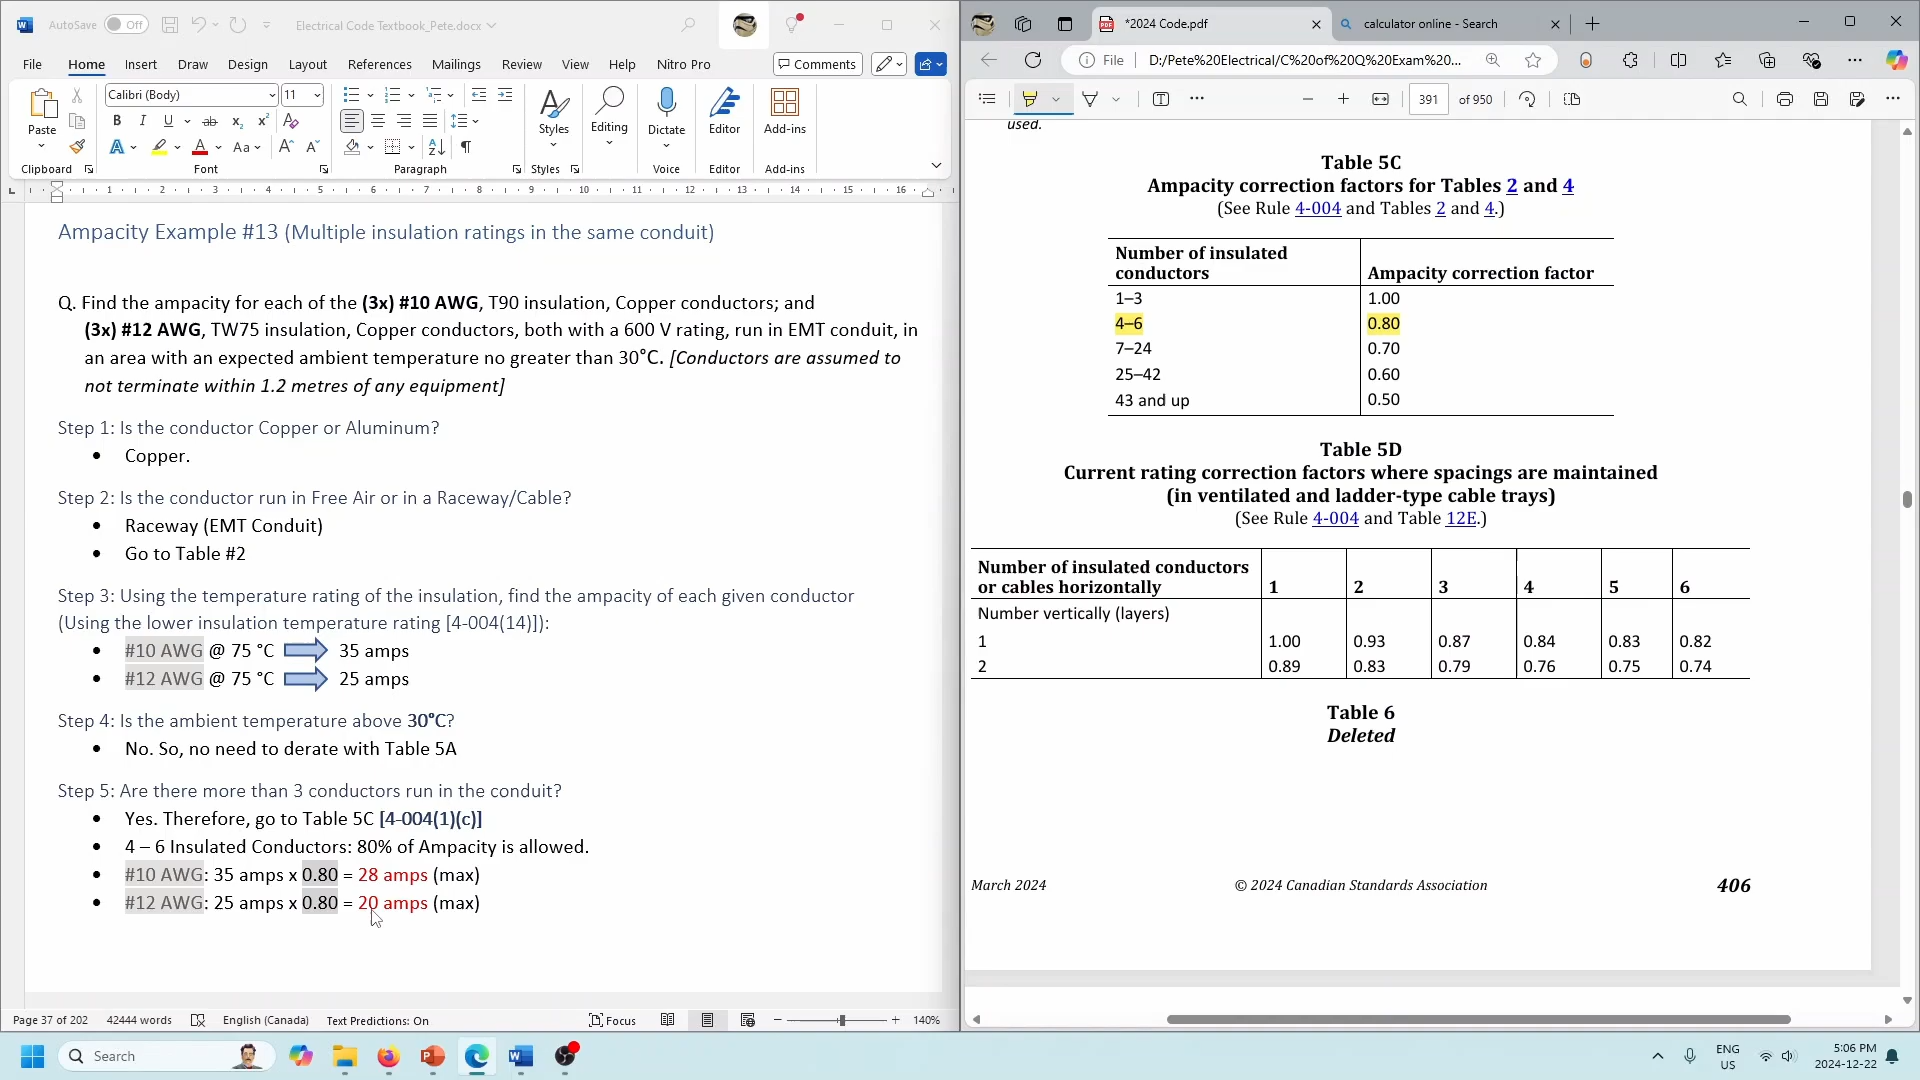 AutoSave Off Electrical Code Textbook_Pete.docx
File Home Insert Draw Design Layout References Mailings Review View Help Nitro Pro Comments
Calibri (Body) 11
Paste Styles Editing Dictate Editor Add-ins
Clipboard Font Paragraph Styles Voice Editor Add-ins
1 2 3 4 5 6 7 8 9 10 11 12 13 14 15 16
Ampacity Example #13 (Multiple insulation ratings in the same conduit)
Q. Find the ampacity for each of the (3x) #10 AWG, T90 insulation, Copper conductors; and
(3x) #12 AWG, TW75 insulation, Copper conductors, both with a 600 V rating, run in EMT conduit, in
an area with an expected ambient temperature no greater than 30°C. [Conductors are assumed to
not terminate within 1.2 metres of any equipment]
Step 1: Is the conductor Copper or Aluminum?
• Copper.
Step 2: Is the conductor run in Free Air or in a Raceway/Cable?
• Raceway (EMT Conduit)
• Go to Table #2
Step 3: Using the temperature rating of the insulation, find the ampacity of each given conductor
(Using the lower insulation temperature rating [4-004(14)]):
• #10 AWG @ 75 °C 35 amps
• #12 AWG @ 75 °C 25 amps
Step 4: Is the ambient temperature above 30°C?
• No. So, no need to derate with Table 5A
Step 5: Are there more than 3 conductors run in the conduit?
• Yes. Therefore, go to Table 5C [4-004(1)(c)]
• 4 – 6 Insulated Conductors: 80% of Ampacity is allowed.
• #10 AWG: 35 amps x 0.80 = 28 amps (max)
• #12 AWG: 25 amps x 0.80 = 20 amps (max)
Page 37 of 202 42444 words English (Canada) Text Predictions: On Focus 140%
*2024 Code.pdf calculator online - Search
File D:/Pete%20Electrical/C%20of%20Q%20Exam%20...
391 of 950
used.
Table 5C
Ampacity correction factors for Tables 2 and 4
(See Rule 4-004 and Tables 2 and 4.)
Number of insulated
conductors Ampacity correction factor
1–3 1.00
4–6 0.80
7–24 0.70
25–42 0.60
43 and up 0.50
Table 5D
Current rating correction factors where spacings are maintained
(in ventilated and ladder-type cable trays)
(See Rule 4-004 and Table 12E.)
Number of insulated conductors
or cables horizontally 1 2 3 4 5 6
Number vertically (layers)
1 1.00 0.93 0.87 0.84 0.83 0.82
2 0.89 0.83 0.79 0.76 0.75 0.74
Table 6
Deleted
March 2024 © 2024 Canadian Standards Association 406
Search
ENG
US
5:06 PM
2024-12-22